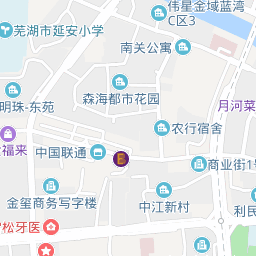 伟星金域蓝湾
C区3
芜湖市延安小学
南关公寓
明珠-东苑
森海都市花园
月河菜
农行宿舍
福来
中国联通
商业街1号
金玺商务写字楼
中江新村
利民
松牙医